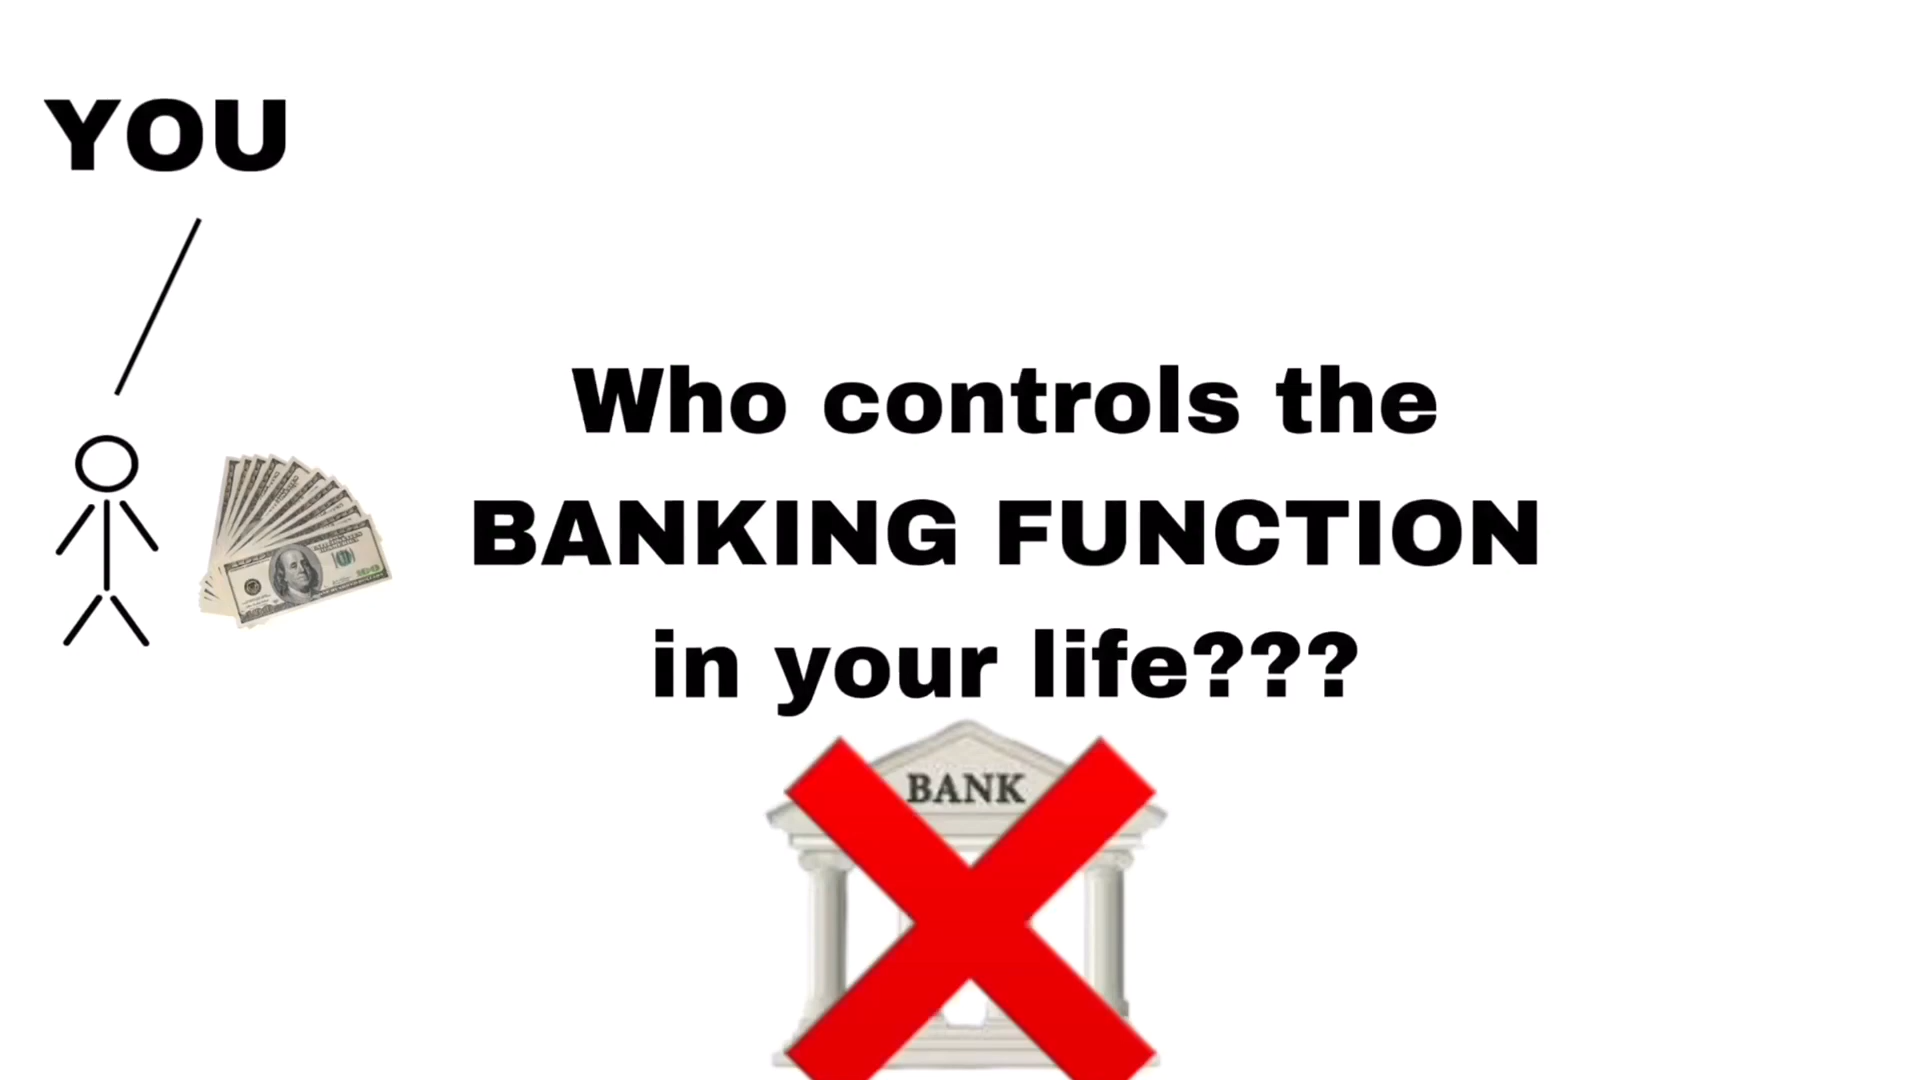 YOU
Who controls the
BANKING FUNCTION
in your life???
BANK